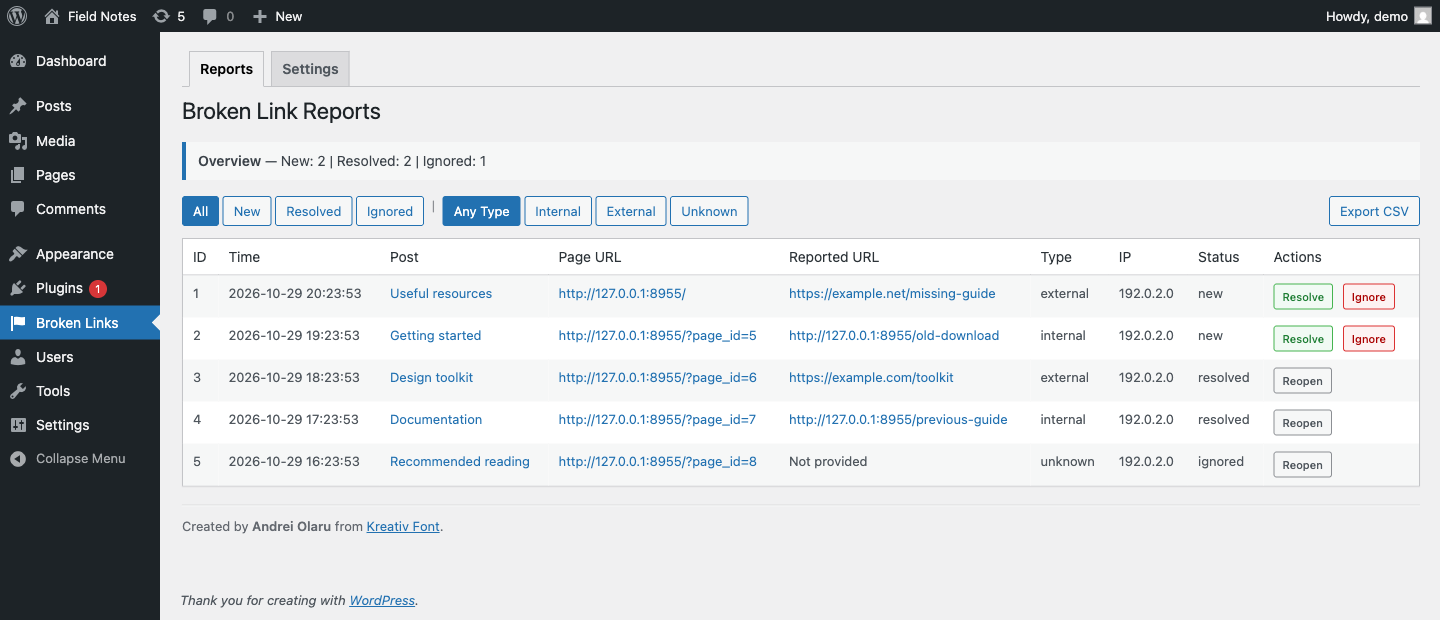 Field Notes 5 0 New Howdy, demo
Dashboard
Posts
Media
Pages
Comments
Appearance
Plugins 1
Broken Links
Users
Tools
Settings
Collapse Menu
Reports Settings
Broken Link Reports
Overview — New: 2 | Resolved: 2 | Ignored: 1
All New Resolved Ignored | Any Type Internal External Unknown Export CSV
ID Time Post Page URL Reported URL Type IP Status Actions
1 2026-10-29 20:23:53 Useful resources http://127.0.0.1:8955/ https://example.net/missing-guide external 192.0.2.0 new Resolve Ignore
2 2026-10-29 19:23:53 Getting started http://127.0.0.1:8955/?page_id=5 http://127.0.0.1:8955/old-download internal 192.0.2.0 new Resolve Ignore
3 2026-10-29 18:23:53 Design toolkit http://127.0.0.1:8955/?page_id=6 https://example.com/toolkit external 192.0.2.0 resolved Reopen
4 2026-10-29 17:23:53 Documentation http://127.0.0.1:8955/?page_id=7 http://127.0.0.1:8955/previous-guide internal 192.0.2.0 resolved Reopen
5 2026-10-29 16:23:53 Recommended reading http://127.0.0.1:8955/?page_id=8 Not provided unknown 192.0.2.0 ignored Reopen
Created by Andrei Olaru from Kreativ Font.
Thank you for creating with WordPress.